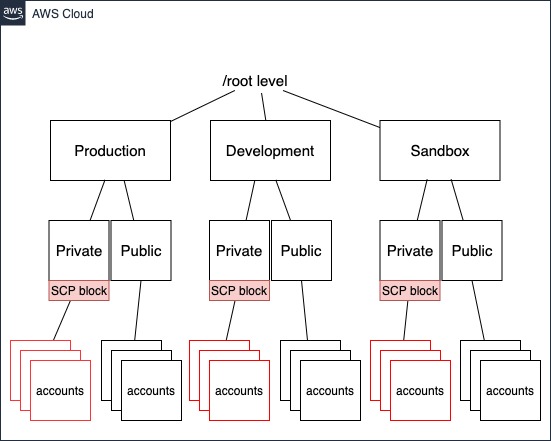 aws
AWS Cloud
/root level
Production
Development
Sandbox
Private
Public
Private
Public
Private
Public
SCP block
SCP block
SCP block
accounts
accounts
accounts
accounts
accounts
accounts